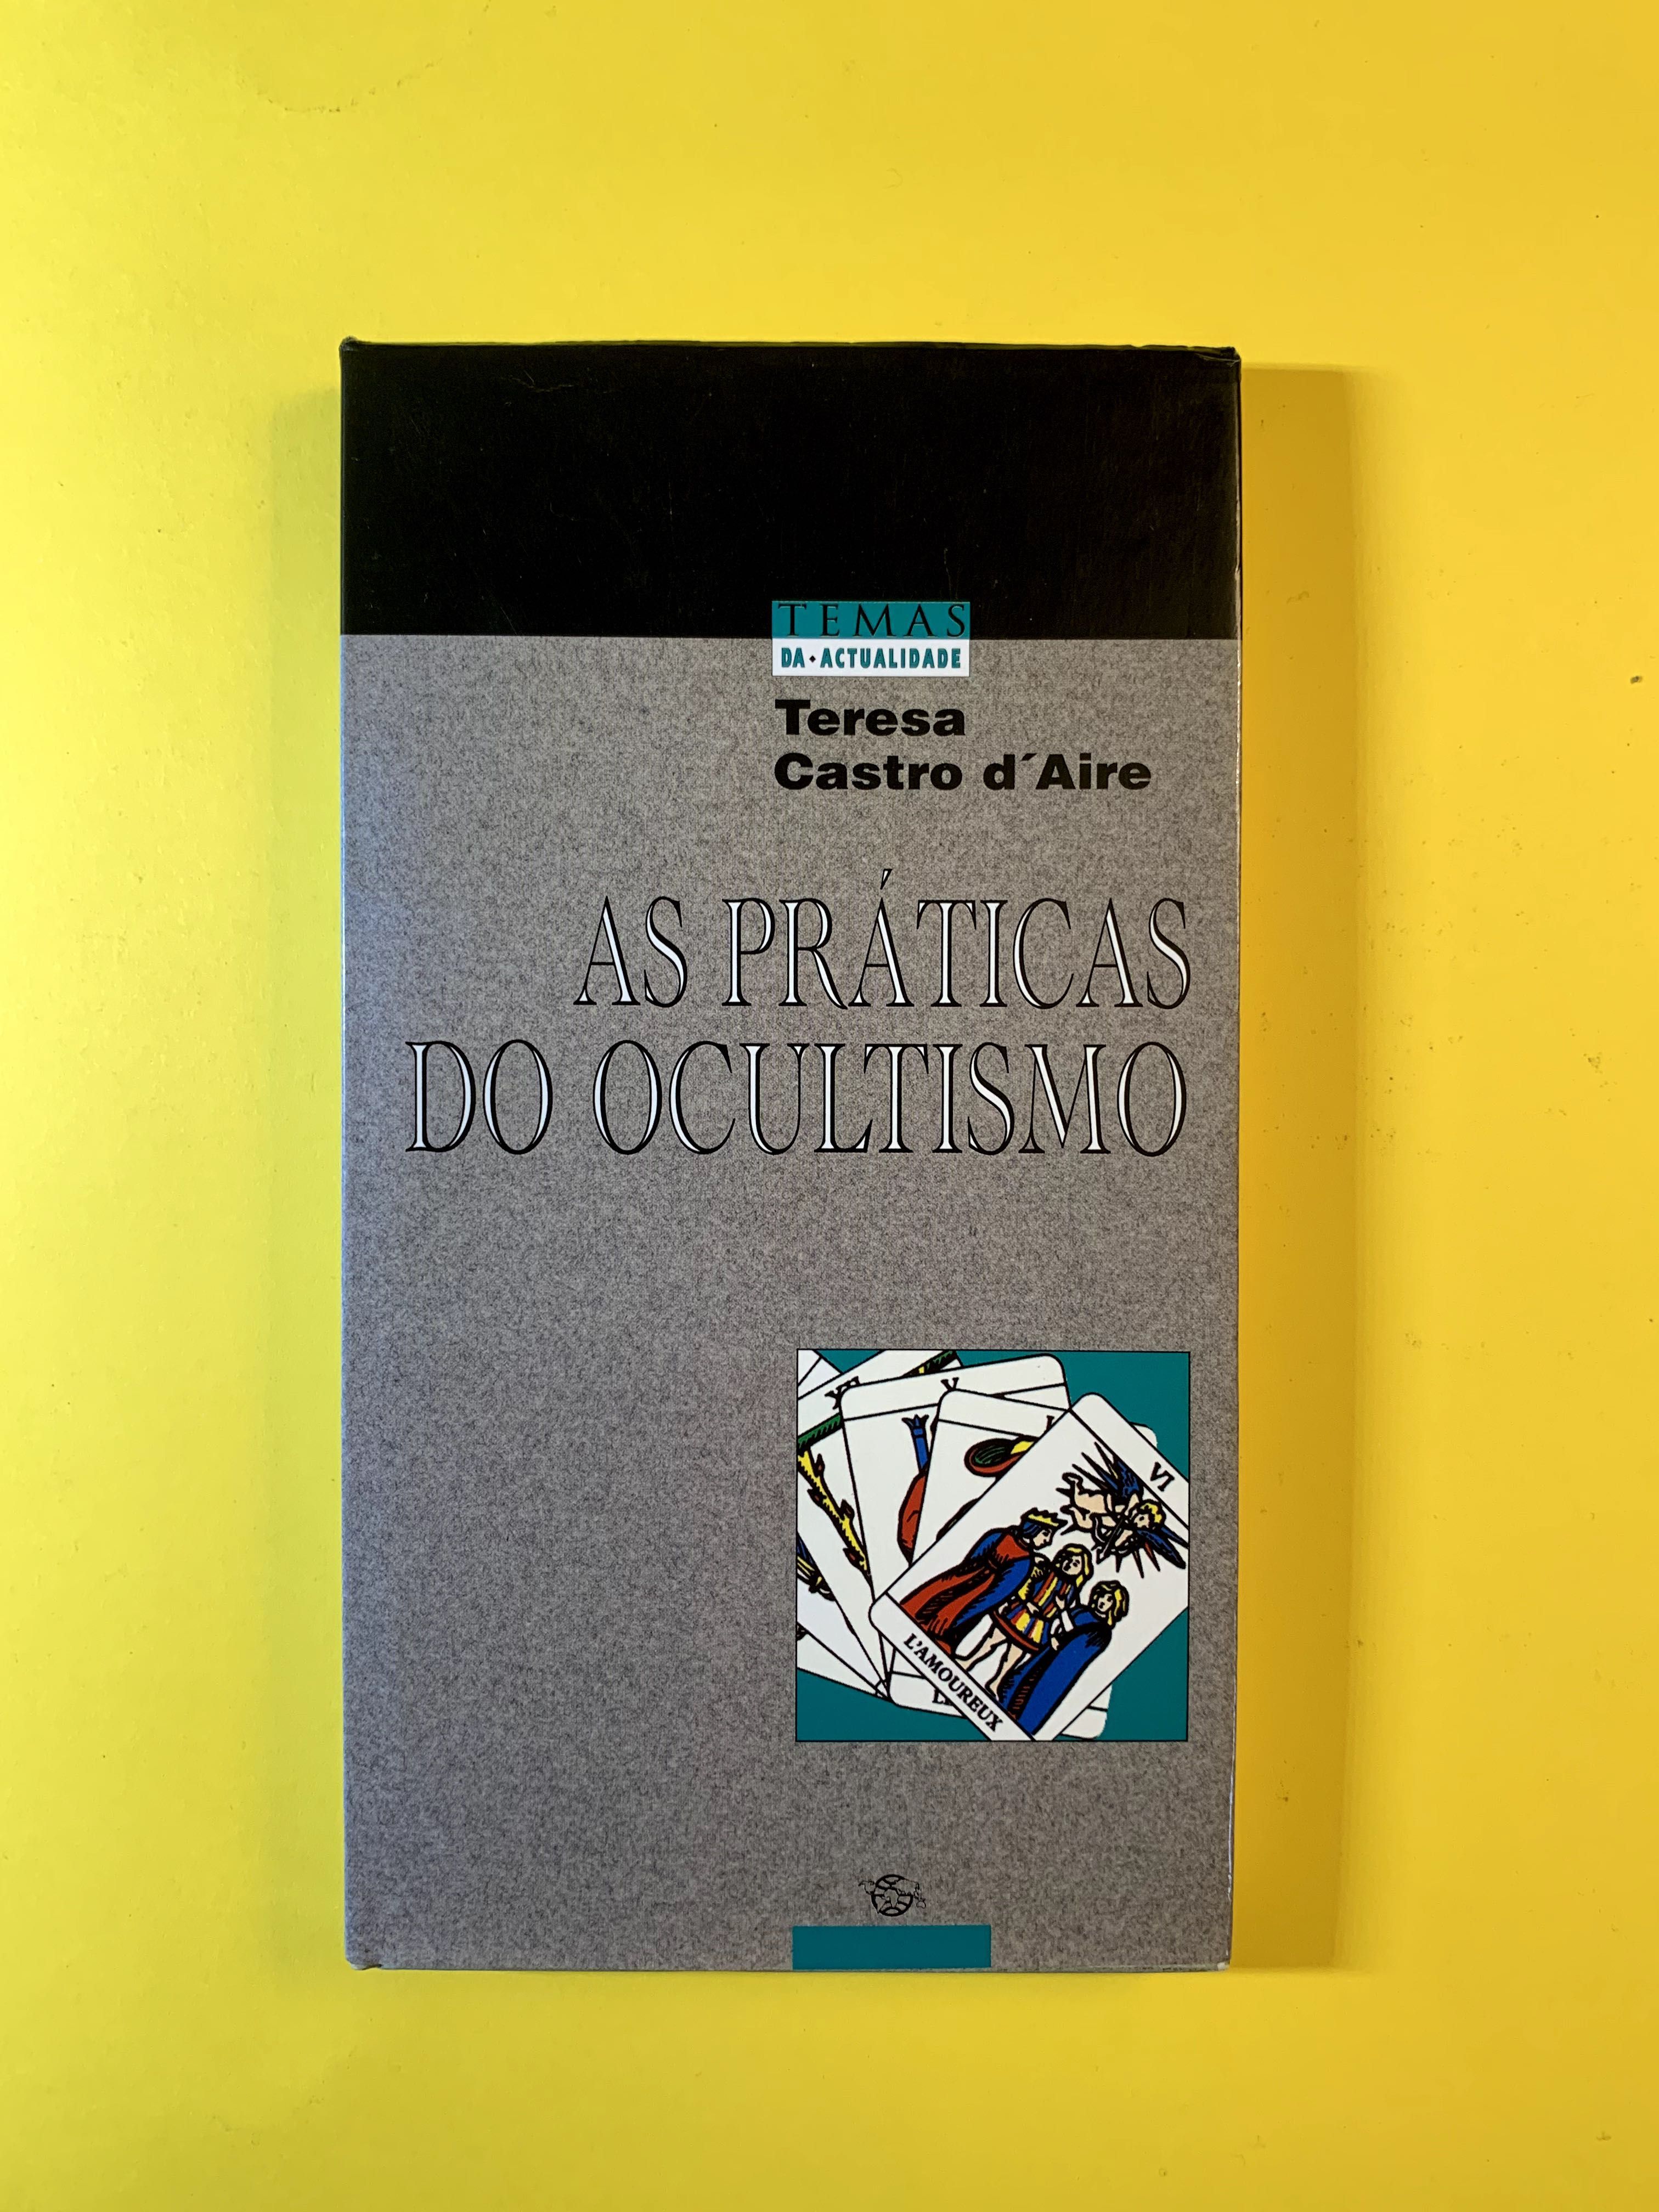 TEMAS
DA•ACTUALIDADE
Teresa
Castro d´Aire
AS PRÁTICAS
DO OCULTISMO
V
VI
L'AMOUREUX